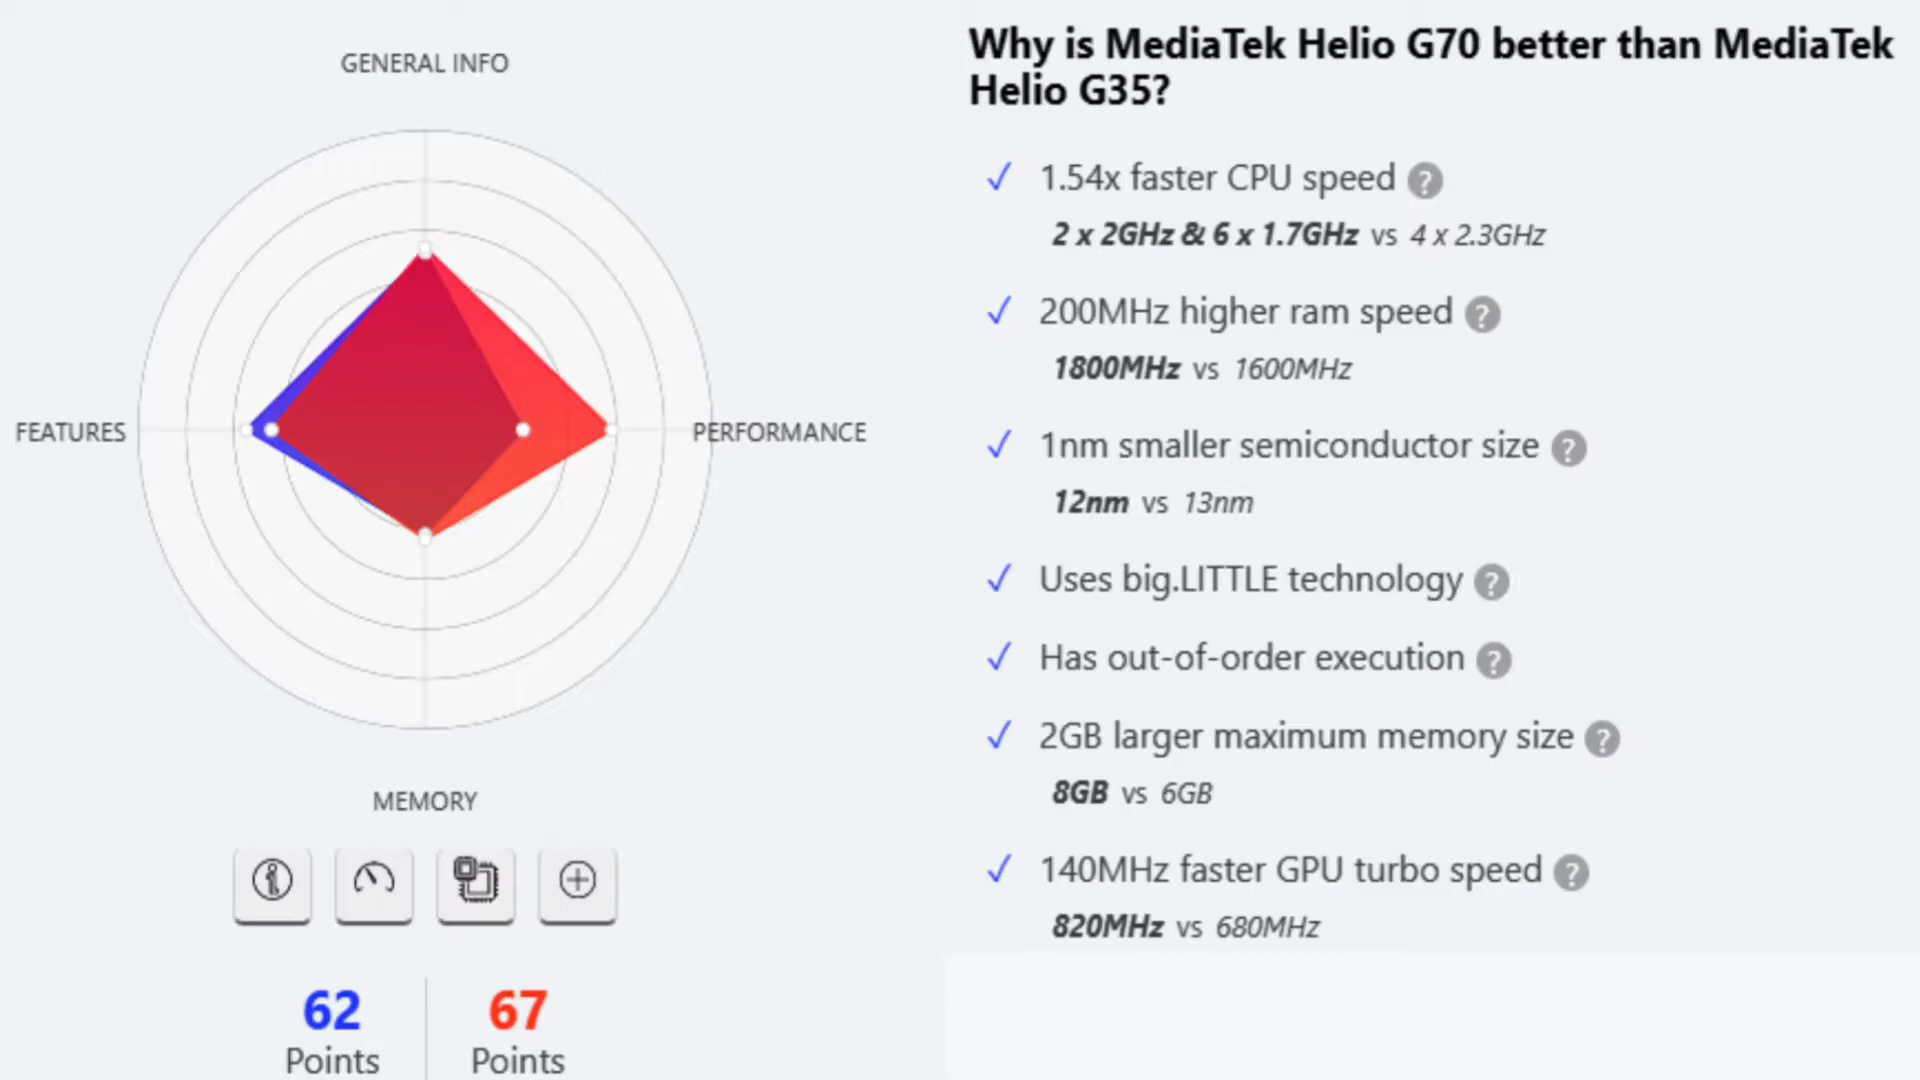 GENERAL INFO
FEATURES
PERFORMANCE
MEMORY
62
Points
67
Points
Why is MediaTek Helio G70 better than MediaTek
Helio G35?
✓ 1.54x faster CPU speed ?
2 x 2GHz & 6 x 1.7GHz vs 4 x 2.3GHz
✓ 200MHz higher ram speed ?
1800MHz vs 1600MHz
✓ 1nm smaller semiconductor size ?
12nm vs 13nm
✓ Uses big.LITTLE technology ?
✓ Has out-of-order execution ?
✓ 2GB larger maximum memory size ?
8GB vs 6GB
✓ 140MHz faster GPU turbo speed ?
820MHz vs 680MHz